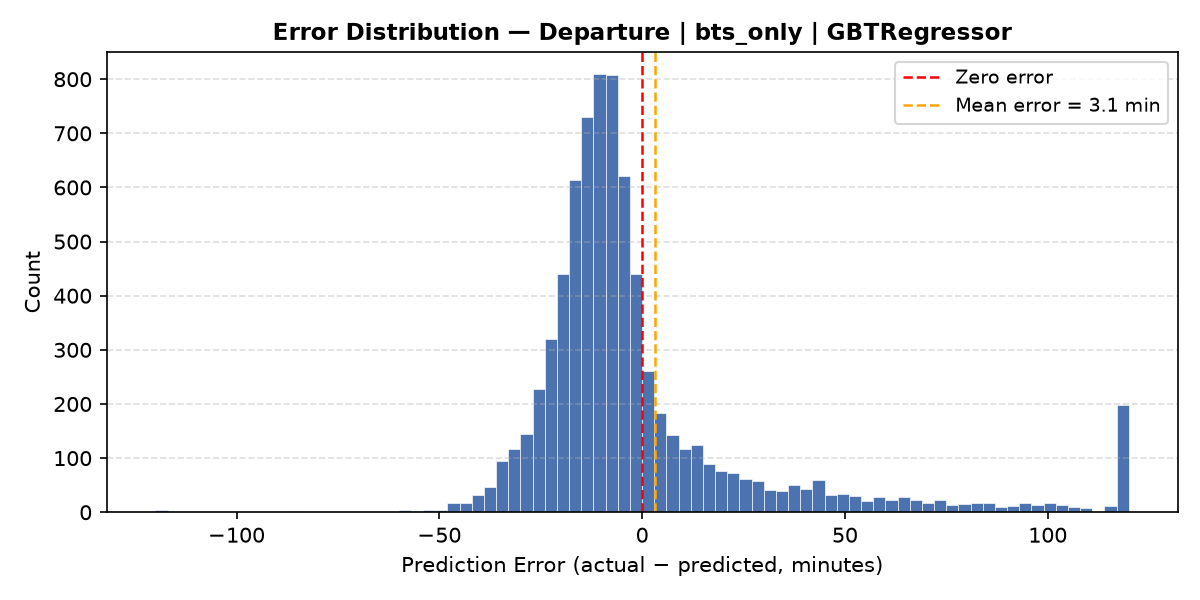 Error Distribution — Departure | bts_only | GBTRegressor
Zero error
Mean error = 3.1 min
800
700
600
500
400
300
200
100
0
Count
−100
−50
0
50
100
Prediction Error (actual − predicted, minutes)